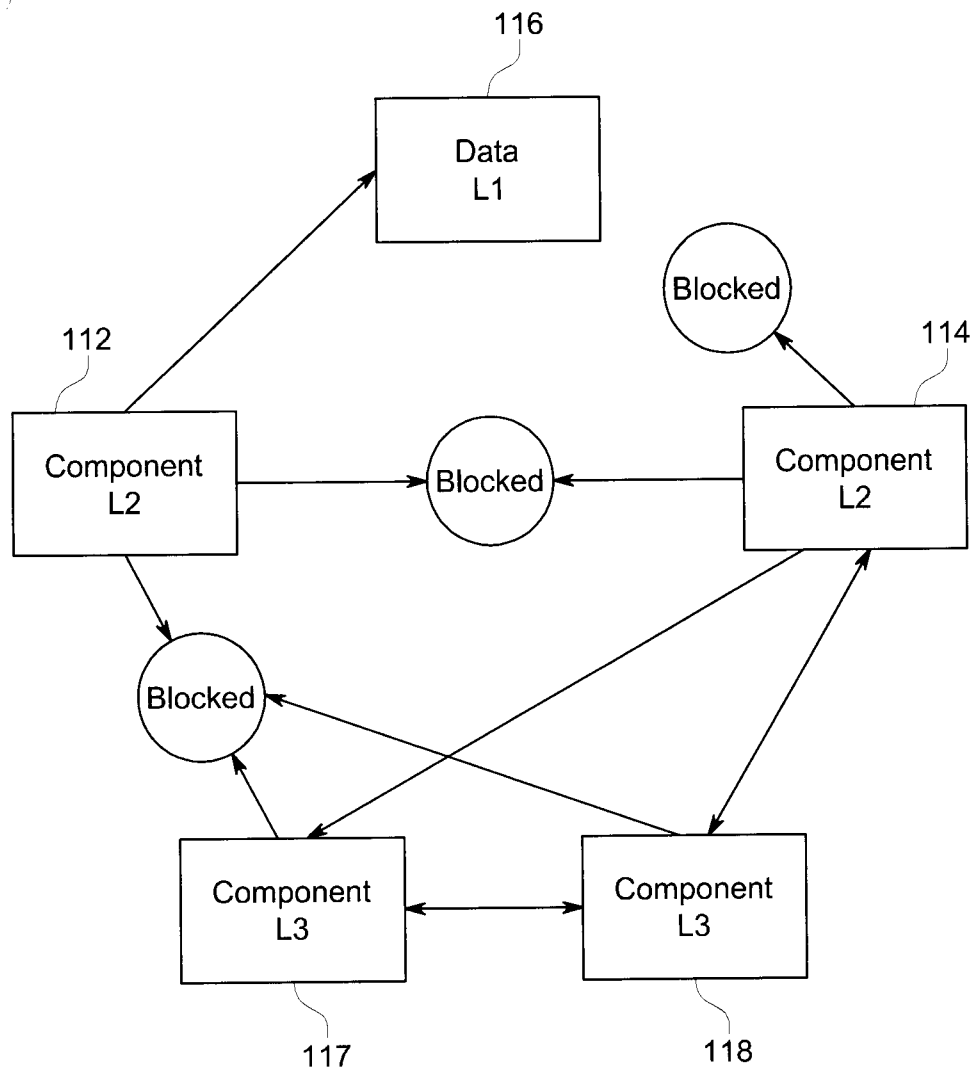 116
Data
L1
Blocked
112
114
Component
L2
Blocked
Component
L2
Blocked
Component
L3
Component
L3
117
118